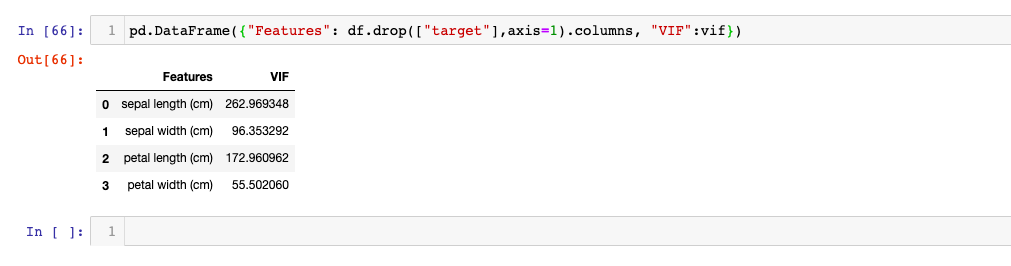 In [66]: 1 pd.DataFrame({"Features": df.drop(["target"],axis=1).columns, "VIF":vif})
Out[66]:
Features VIF
0 sepal length (cm) 262.969348
1 sepal width (cm) 96.353292
2 petal length (cm) 172.960962
3 petal width (cm) 55.502060
In [ ]: 1